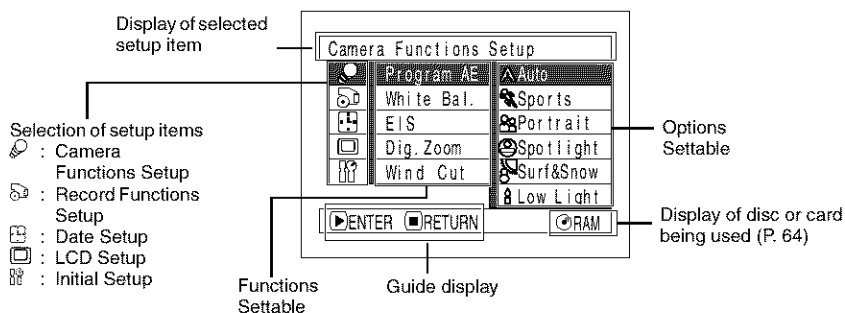 Display of selected
setup item
Camera Functions Setup
Program AE
White Bal.
EIS
Dig. Zoom
Wind Cut
Auto
Sports
Portrait
Spotlight
Surf&Snow
Low Light
ENTER RETURN
RAM
Selection of setup items
: Camera
Functions Setup
: Record Functions
Setup
: Date Setup
: LCD Setup
: Initial Setup
Options
Settable
Display of disc or card
being used (P. 64)
Functions
Settable
Guide display